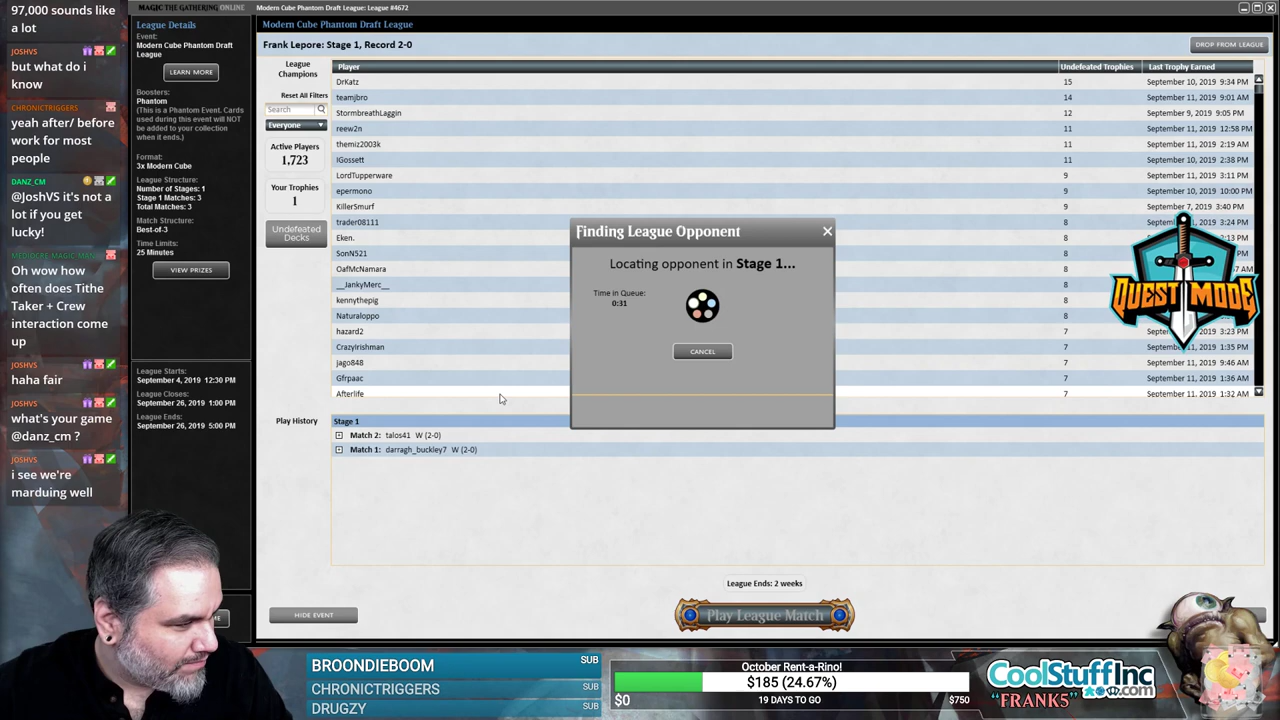 97,000 sounds like
a lot
JOSHVS
but what do i
know
CHRONICTRIGGERS
yeah after/ before
work for most
people
DANZ_CM
@JoshVS it's not a
lot if you get
lucky!
MEDIOCRE_MAGIC_MAN
Oh wow how
often does Tithe
Taker + Crew
interaction come
up
JOSHVS
haha fair
JOSHVS
what's your game
@danz_cm ?
JOSHVS
i see we're
marduing well
MAGIC THE GATHERING ONLINE
League Details
Event:
Modern Cube Phantom Draft
League
LEARN MORE
Boosters:
Phantom
(This is a Phantom Event. Cards
used during this event will NOT
be added to your collection
when it ends.)
Format:
3x Modern Cube
League Structure:
Number of Stages: 1
Stage 1 Matches: 3
Total Matches: 3
Match Structure:
Best-of-3
Time Limits:
25 Minutes
VIEW PRIZES
League Starts:
September 4, 2019 12:30 PM
League Closes:
September 26, 2019 1:00 PM
League Ends:
September 26, 2019 5:00 PM
Modern Cube Phantom Draft League: League #4672
Modern Cube Phantom Draft League
Frank Lepore: Stage 1, Record 2-0
DROP FROM LEAGUE
League
Champions
Reset All Filters
Search
Everyone
Active Players
1,723
Your Trophies
1
Undefeated
Decks
Player Undefeated Trophies Last Trophy Earned
DrKatz 15 September 10, 2019 9:34 PM
teamjbro 14 September 11, 2019 9:01 AM
StormbreathLaggin 12 September 9, 2019 9:05 PM
reew2n 11 September 11, 2019 12:58 PM
themiz2003k 11 September 11, 2019 2:19 AM
IGossett 11 September 10, 2019 2:38 PM
LordTupperware 9 September 11, 2019 3:11 PM
epermono 9 September 10, 2019 10:00 PM
KillerSmurf 9 September 7, 2019 3:40 PM
trader08111 8 2019 3:24 PM
Eken. 8
SonN521 8
OafMcNamara 8
__JankyMerc__ 8
kennythepig 8
Naturaloppo 8
hazard2 7
CrazyIrishman 7 September 11, 2019 1:35 PM
jago848 7 September 11, 2019 9:46 AM
Gfrpaac 7 September 11, 2019 1:36 AM
Afterlife 7 September 11, 2019 1:32 AM
Finding League Opponent
Locating opponent in Stage 1...
Time in Queue:
0:31
CANCEL
QUEST MODE
Play History
Stage 1
Match 2: talos41 W (2-0)
Match 1: darragh_buckley7 W (2-0)
League Ends: 2 weeks
HIDE EVENT
Play League Match
BROONDIEBOOM SUB
CHRONICTRIGGERS SUB
DRUGZY SUB
October Rent-a-Rino!
$185 (24.67%)
$0 19 DAYS TO GO $750
CoolStuffInc
.com
"FRANK5"